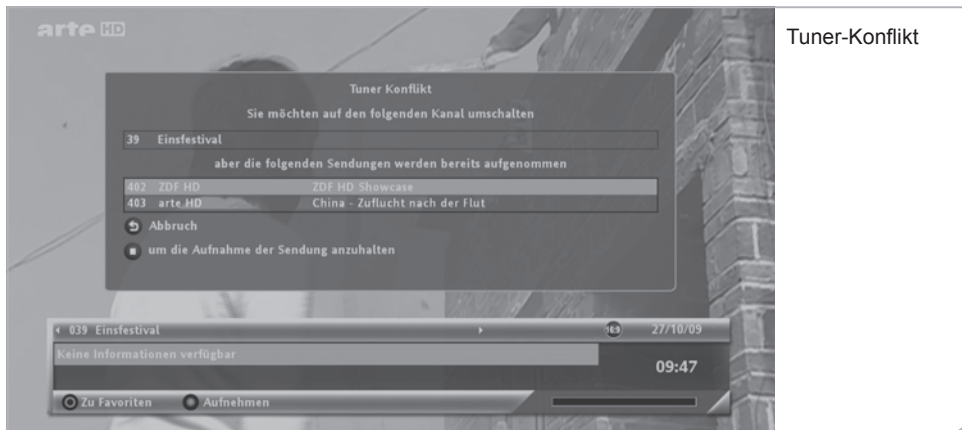 arte HD
Tuner-Konflikt
Tuner Konflikt
Sie möchten auf den folgenden Kanal umschalten
39 Einsfestival
aber die folgenden Sendungen werden bereits aufgenommen
402 ZDF HD ZDF HD Showcase
403 arte HD China - Zuflucht nach der Flut
Abbruch
um die Aufnahme der Sendung anzuhalten
039 Einsfestival 16:9 27/10/09
Keine Informationen verfügbar
09:47
Zu Favoriten Aufnehmen